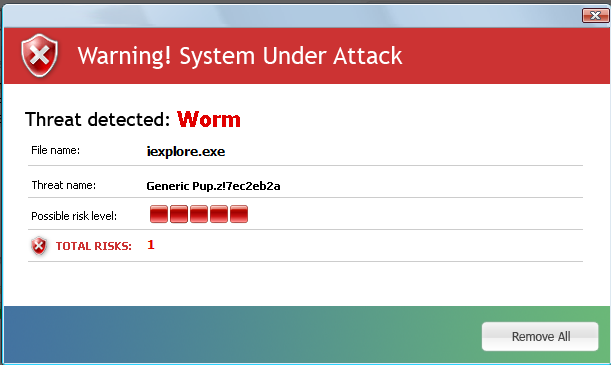 Warning! System Under Attack
Threat detected: Worm
File name: iexplore.exe
Threat name: Generic Pup.z!7ec2eb2a
Possible risk level:
TOTAL RISKS: 1
Remove All